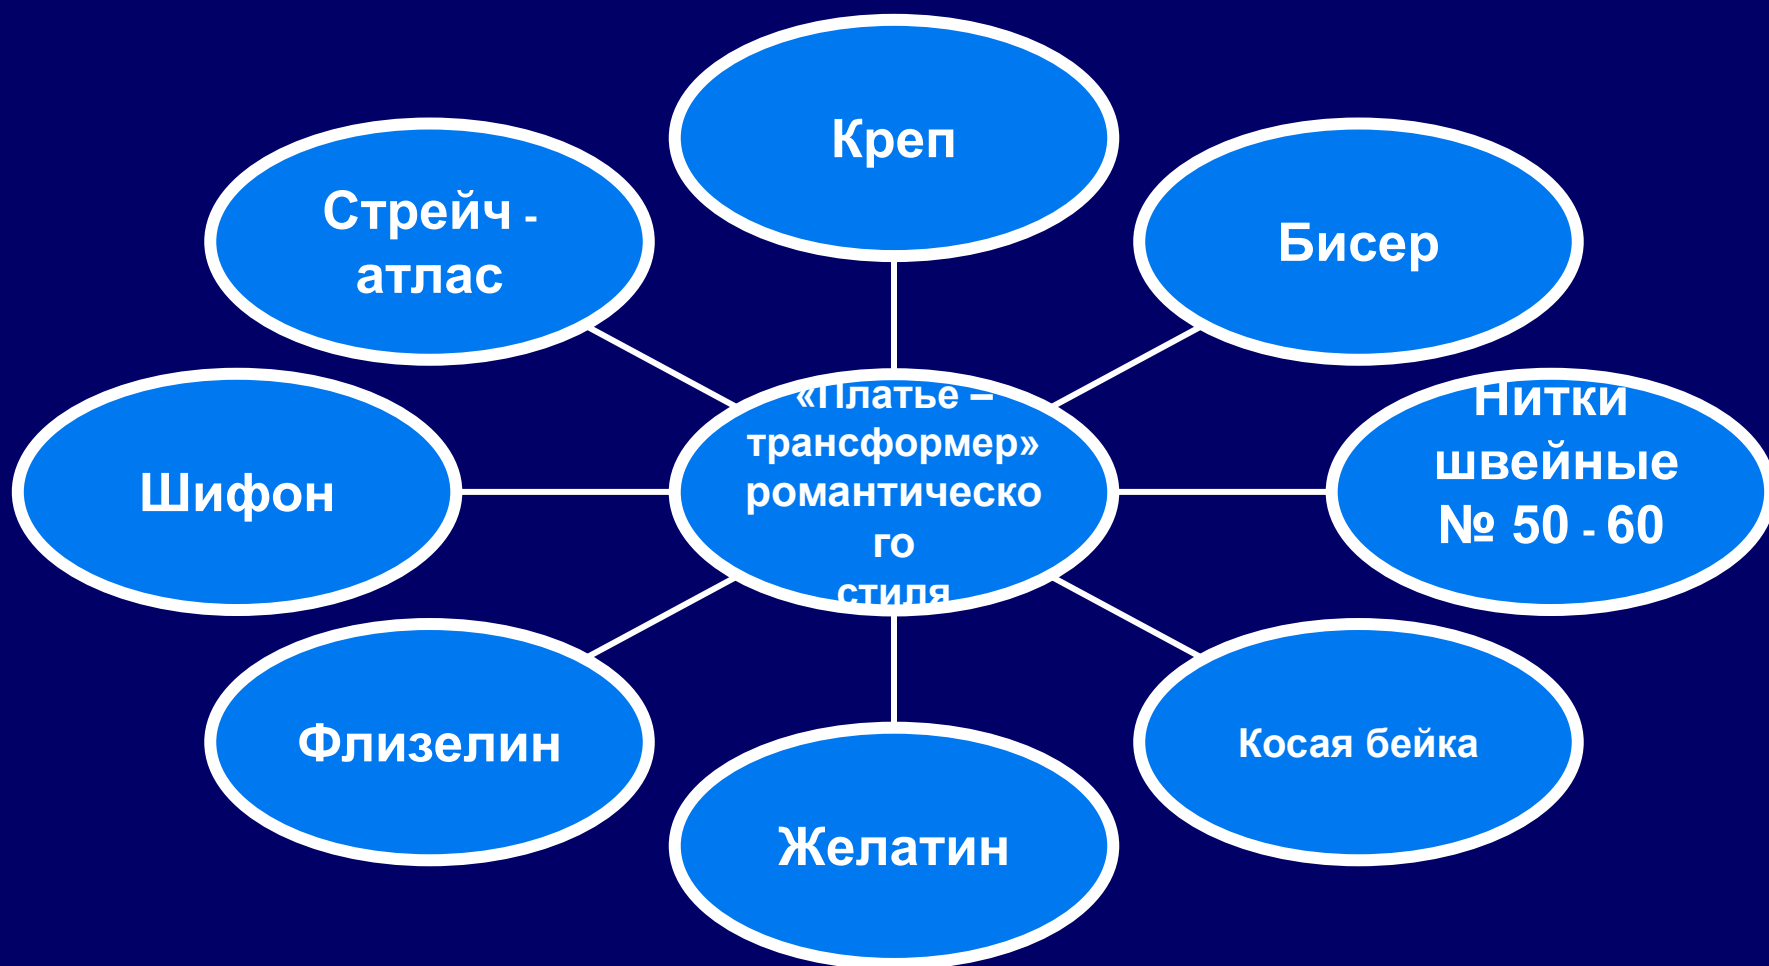 Креп
Стрейч -
атлас
Бисер
«Платье –
трансформер»
романтическо
го
стиля
Нитки
швейные
№ 50 - 60
Шифон
Флизелин
Косая бейка
Желатин